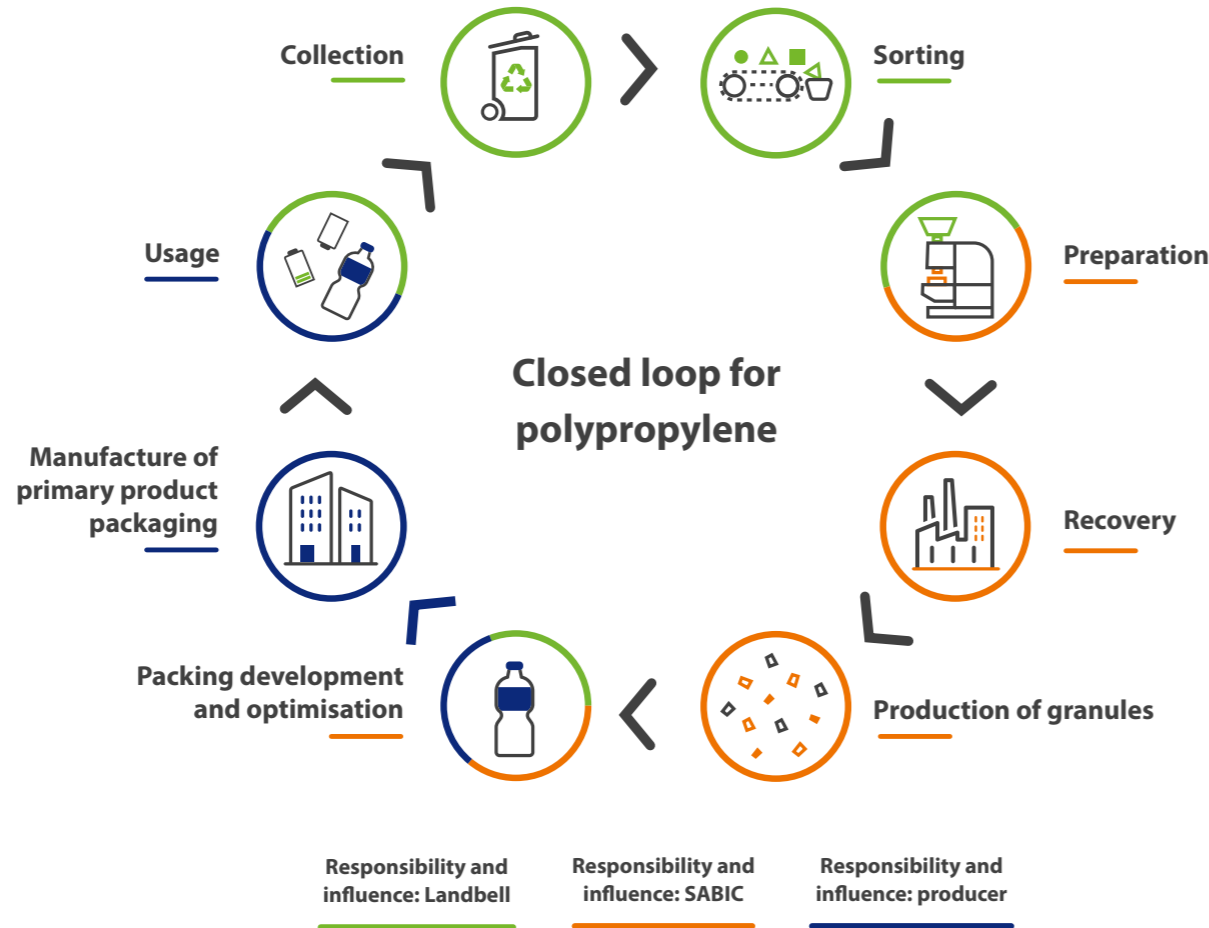 Collection
Sorting
Usage
Preparation
Closed loop for
polypropylene
Manufacture of
primary product
packaging
Recovery
Packing development
and optimisation
Production of granules
Responsibility and
influence: Landbell
Responsibility and
influence: SABIC
Responsibility and
influence: producer